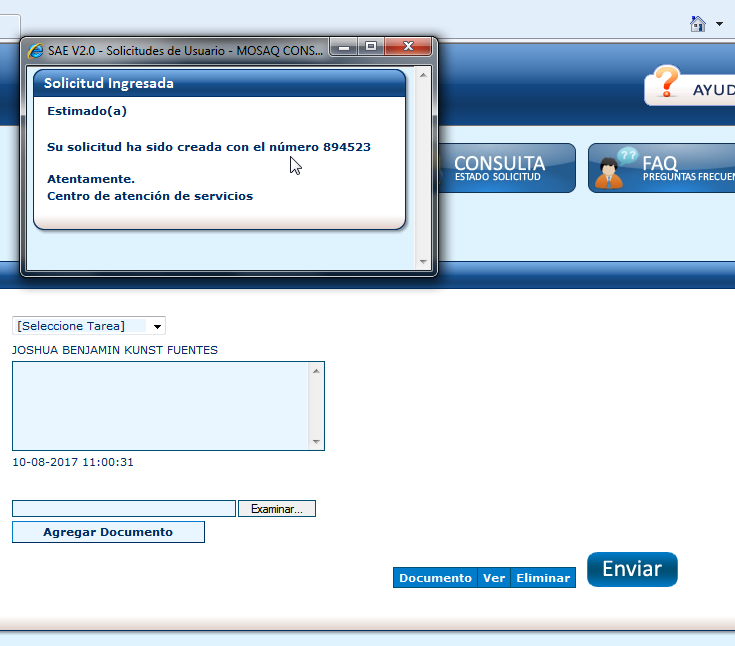 SAE V2.0 - Solicitudes de Usuario - MOSAQ CONS...
Solicitud Ingresada
Estimado(a)
Su solicitud ha sido creada con el número 894523
Atentamente.
Centro de atención de servicios
AYUD
CONSULTA
ESTADO SOLICITUD
??
FAQ
PREGUNTAS FRECUEN
[Seleccione Tarea]
JOSHUA BENJAMIN KUNST FUENTES
10-08-2017 11:00:31
Examinar...
Agregar Documento
Documento Ver Eliminar
Enviar